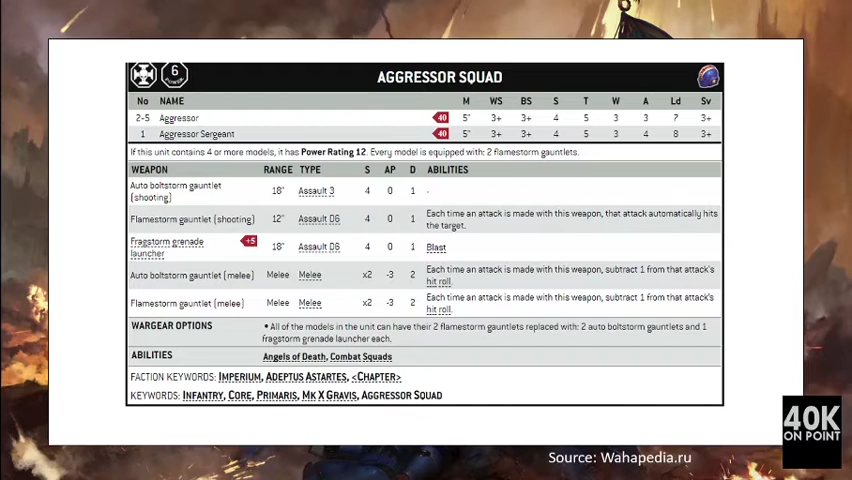 6
POWER
AGGRESSOR SQUAD
No NAME M WS BS S T W A Ld Sv
2-5 Aggressor 40 5" 3+ 3+ 4 5 3 3 7 3+
1 Aggressor Sergeant 40 5" 3+ 3+ 4 5 3 4 8 3+
If this unit contains 4 or more models, it has Power Rating 12. Every model is equipped with: 2 flamestorm gauntlets.
WEAPON RANGE TYPE S AP D ABILITIES
Auto boltstorm gauntlet
(shooting) 18" Assault 3 4 0 1 -
Flamestorm gauntlet (shooting) 12" Assault D6 4 0 1 Each time an attack is made with this weapon, that attack automatically hits
the target.
Fragstorm grenade
launcher +5 18" Assault D6 4 0 1 Blast
Auto boltstorm gauntlet (melee) Melee Melee x2 -3 2 Each time an attack is made with this weapon, subtract 1 from that attack's
hit roll.
Flamestorm gauntlet (melee) Melee Melee x2 -3 2 Each time an attack is made with this weapon, subtract 1 from that attack's
hit roll.
WARGEAR OPTIONS • All of the models in the unit can have their 2 flamestorm gauntlets replaced with: 2 auto boltstorm gauntlets and 1
fragstorm grenade launcher each.
ABILITIES Angels of Death, Combat Squads
FACTION KEYWORDS: IMPERIUM, ADEPTUS ASTARTES, <CHAPTER>
KEYWORDS: INFANTRY, CORE, PRIMARIS, MK X GRAVIS, AGGRESSOR SQUAD
40K
ON POINT
Source: Wahapedia.ru